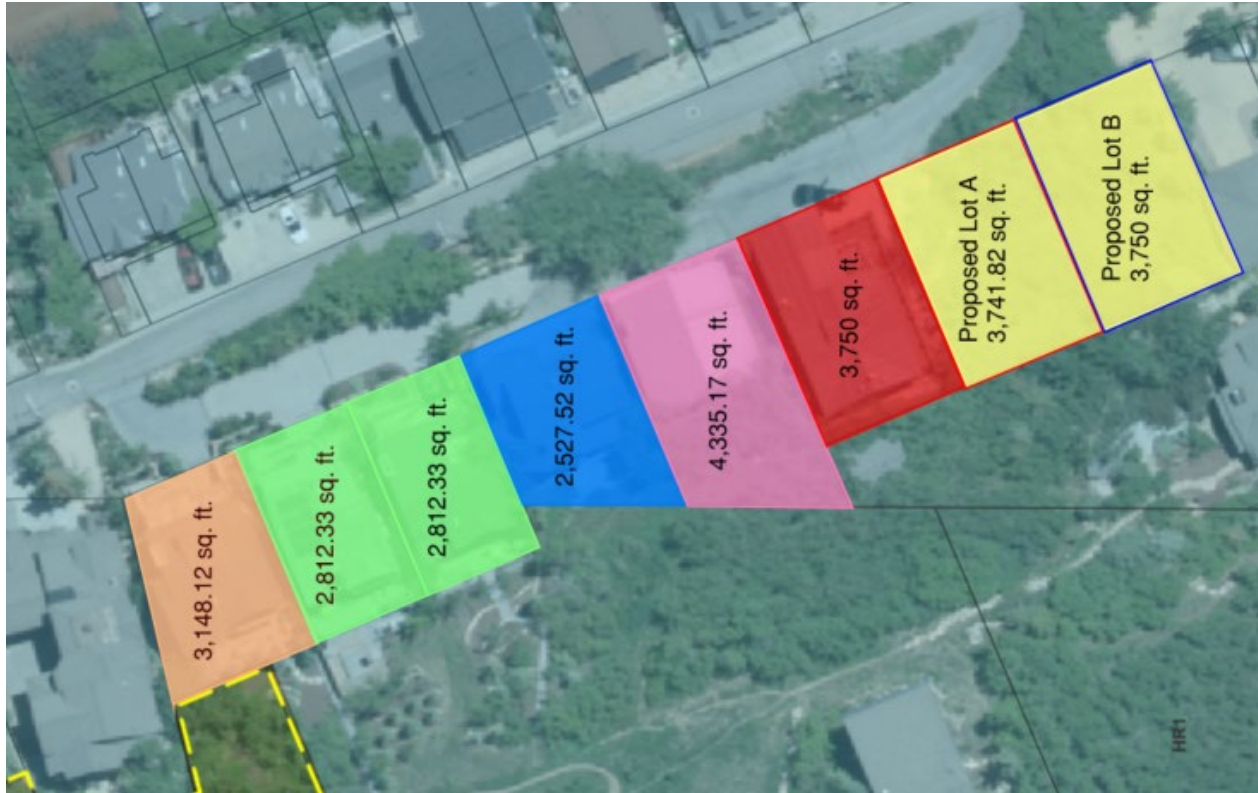 3,148.12 sq. ft.
2,812.33 sq. ft.
2,812.33 sq. ft.
2,527.52 sq. ft.
4,335.17 sq. ft.
3,750 sq. ft.
Proposed Lot A
3,741.82 sq. ft.
Proposed Lot B
3,750 sq. ft.
HR1